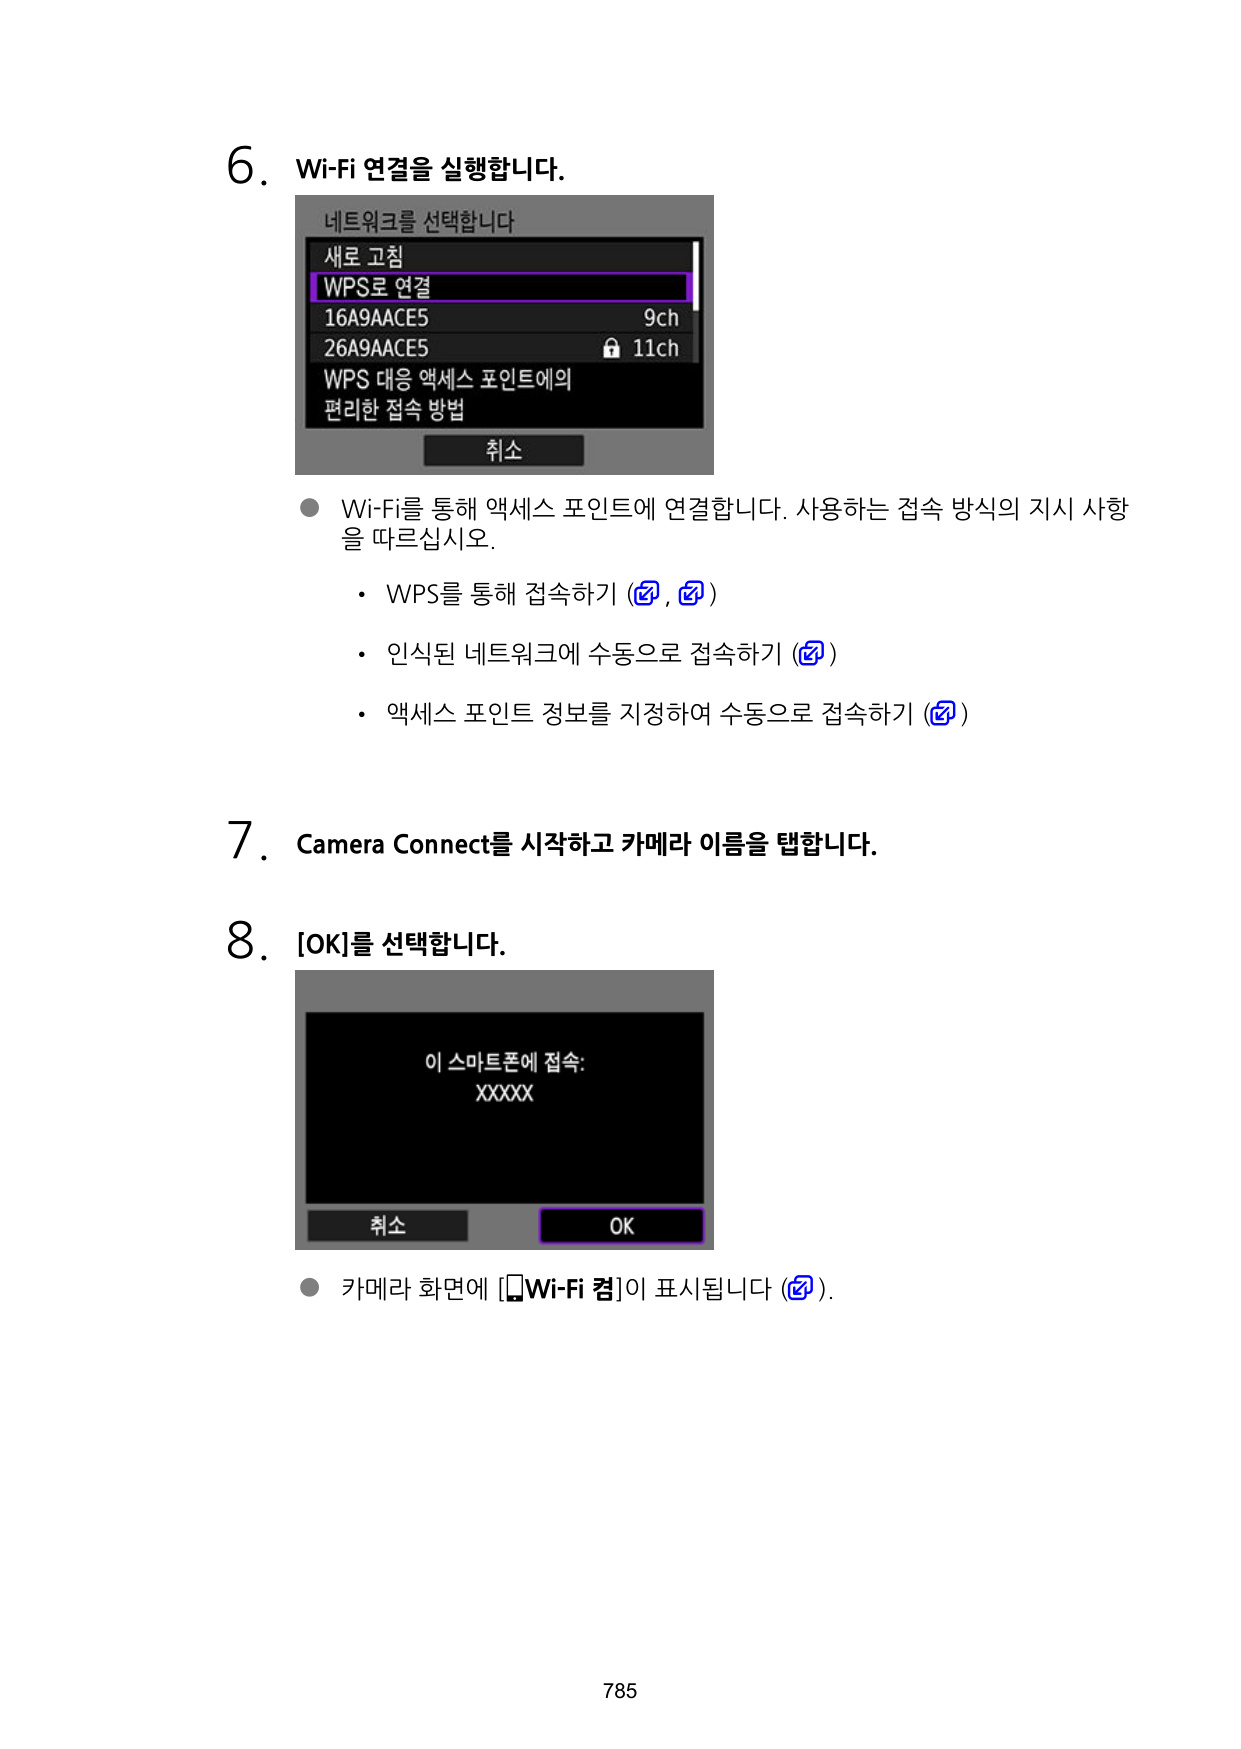 6. Wi-Fi 연결을 실행합니다.
네트워크를 선택합니다
새로 고침
WPS로 연결
16A9AACE5 9ch
26A9AACE5 11ch
WPS 대응 액세스 포인트에의
편리한 접속 방법
취소
● Wi-Fi를 통해 액세스 포인트에 연결합니다. 사용하는 접속 방식의 지시 사항
을 따르십시오.
• WPS를 통해 접속하기 ( , )
• 인식된 네트워크에 수동으로 접속하기 ( )
• 액세스 포인트 정보를 지정하여 수동으로 접속하기 ( )
7. Camera Connect를 시작하고 카메라 이름을 탭합니다.
8. [OK]를 선택합니다.
이 스마트폰에 접속:
XXXXX
취소 OK
● 카메라 화면에 [Wi-Fi 켬]이 표시됩니다 ( ).
785